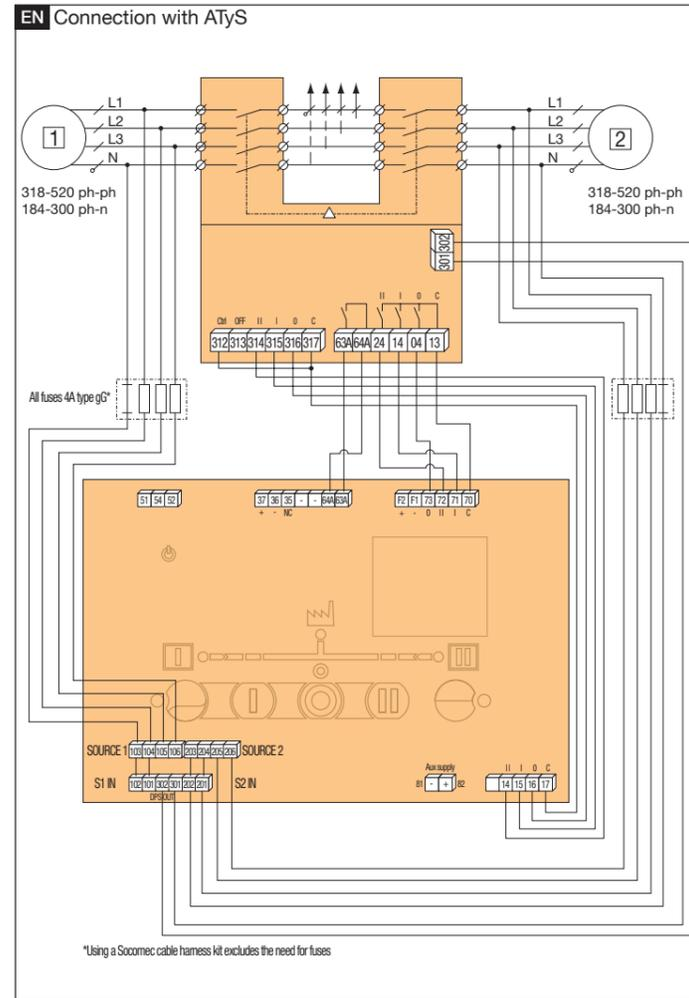 EN Connection with ATyS
L1 L1
L2 L2
L3 L3
N N
1 2
318-520 ph-ph 318-520 ph-ph
184-300 ph-n 184-300 ph-n
301 302
II I 0 C
Ctrl OFF II I 0 C
312 313 314 315 316 317 63A 64A 24 14 04 13
All fuses 4A type gG*
51 54 52 37 36 35 - - 64A 63A F2 F1 73 72 71 70
+ - NC + - 0 II I C
I II
I II
SOURCE 1 103 104 105 106 203 204 205 206 SOURCE 2
Aux supply II I 0 C
S1 IN 102 101 302 301 202 201 S2 IN 81 - + 82 14 15 16 17
DPS OUT
*Using a Socomec cable harness kit excludes the need for fuses